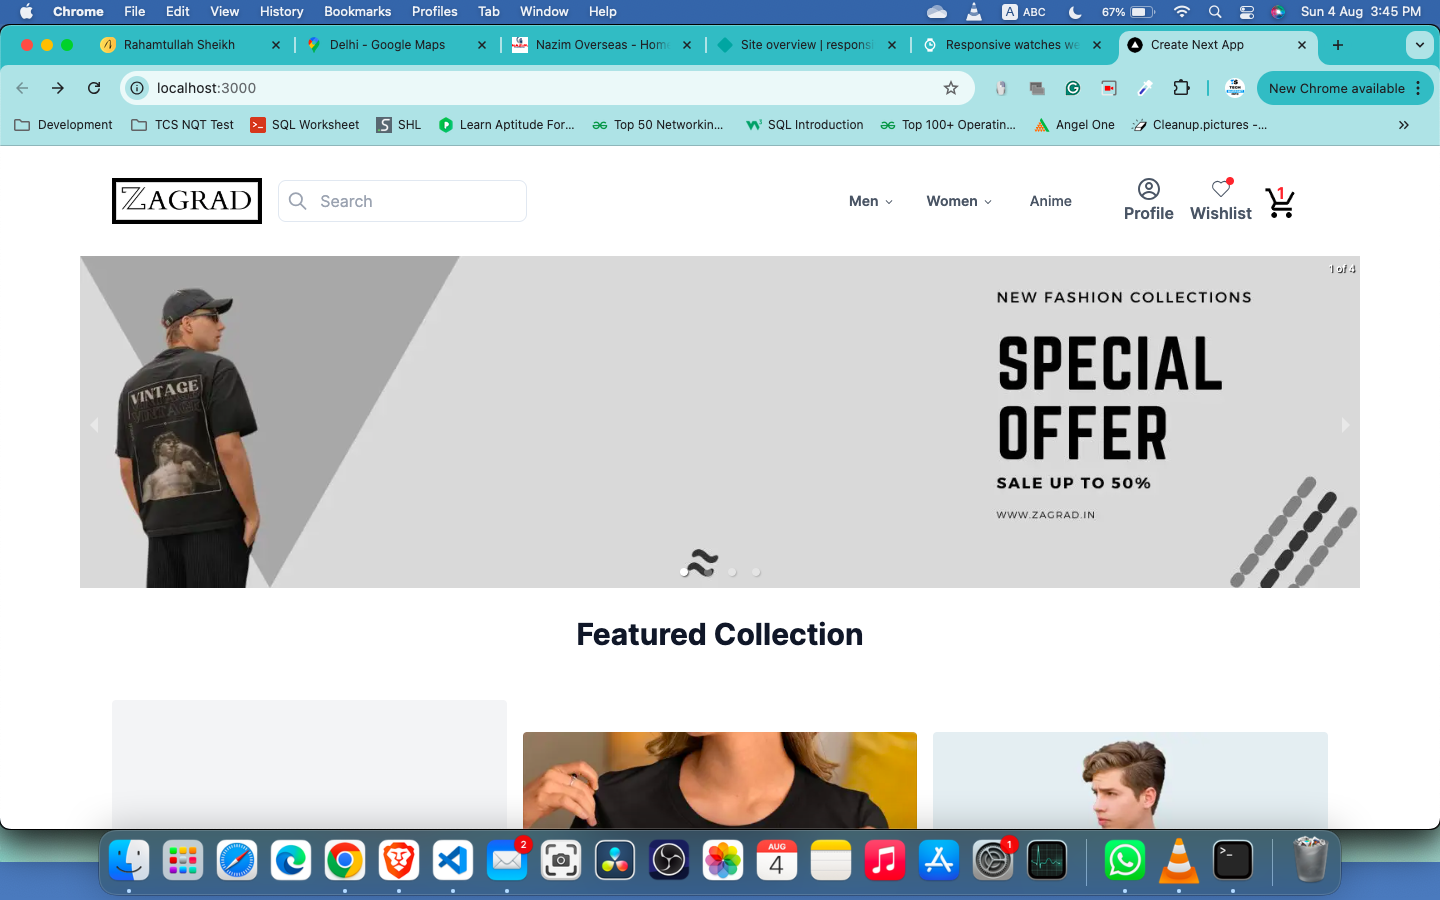 Chrome File Edit View History Bookmarks Profiles Tab Window Help A ABC 67% Sun 4 Aug 3:45 PM
Rahamtullah Sheikh Delhi - Google Maps Nazim Overseas - Hom Site overview | respons Responsive watches we Create Next App
localhost:3000 New Chrome available
Development TCS NQT Test SQL Worksheet SHL Learn Aptitude For... Top 50 Networkin... SQL Introduction Top 100+ Operatin... Angel One Cleanup.pictures -...
ZAGRAD Search Men Women Anime Profile Wishlist 1
1 of 4
NEW FASHION COLLECTIONS
SPECIAL
OFFER
SALE UP TO 50%
WWW.ZAGRAD.IN
VINTAGE
VINTAGE
Featured Collection
2 AUG 4 1